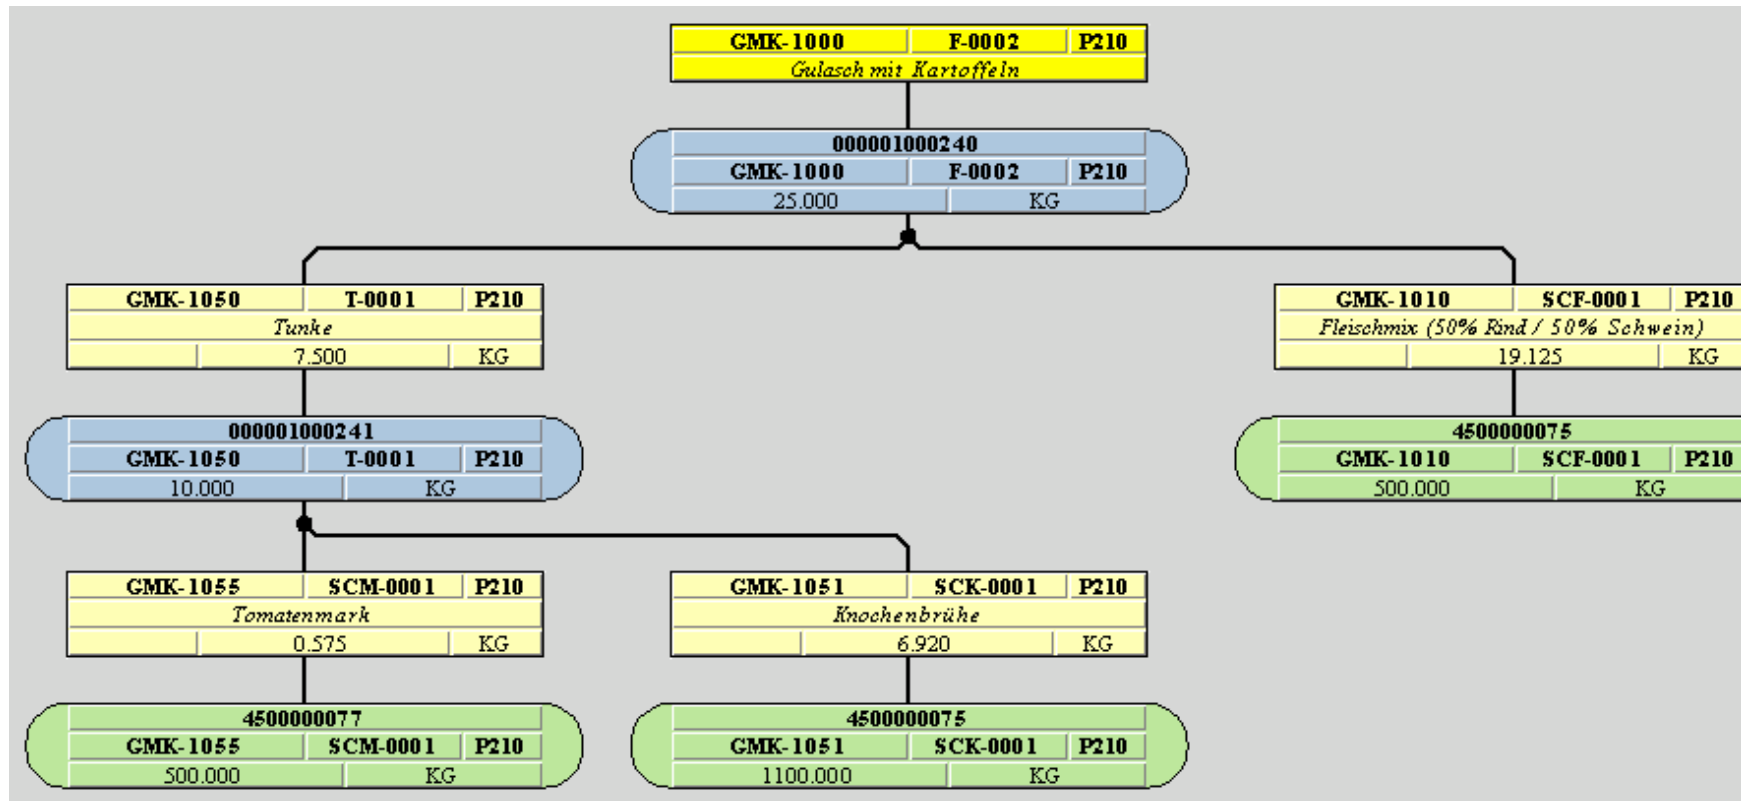 GMK-1000 F-0002 P210
Gulasch mit Kartoffeln
000001000240
GMK-1000 F-0002 P210
25.000 KG
GMK-1050 T-0001 P210
Tunke
7.500 KG
GMK-1010 SCF-0001 P210
Fleischmix (50% Rind / 50% Schwein)
19.125 KG
000001000241
GMK-1050 T-0001 P210
10.000 KG
4500000075
GMK-1010 SCF-0001 P210
500.000 KG
GMK-1055 SCM-0001 P210
Tomatenmark
0.575 KG
GMK-1051 SCK-0001 P210
Knochenbrühe
6.920 KG
4500000077
GMK-1055 SCM-0001 P210
500.000 KG
4500000075
GMK-1051 SCK-0001 P210
1100.000 KG